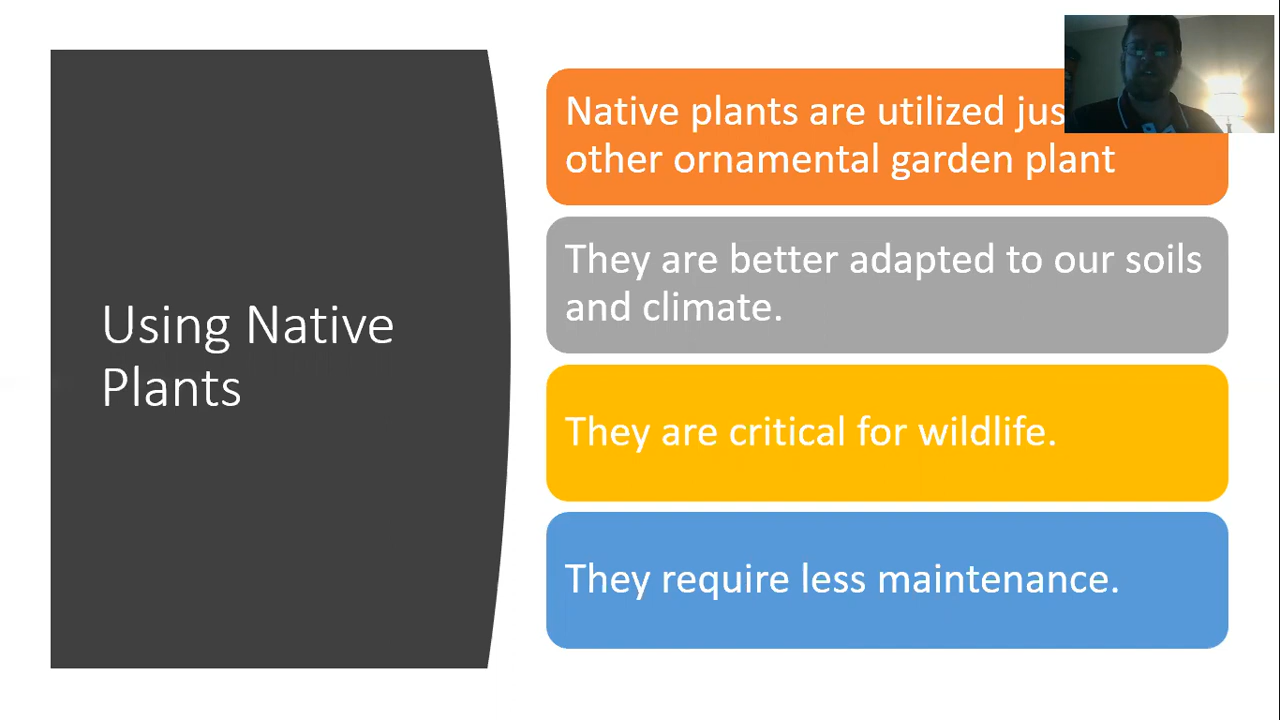 Using Native
Plants
Native plants are utilized
other ornamental garden plant
They are better adapted to our soils
and climate.
They are critical for wildlife.
They require less maintenance.